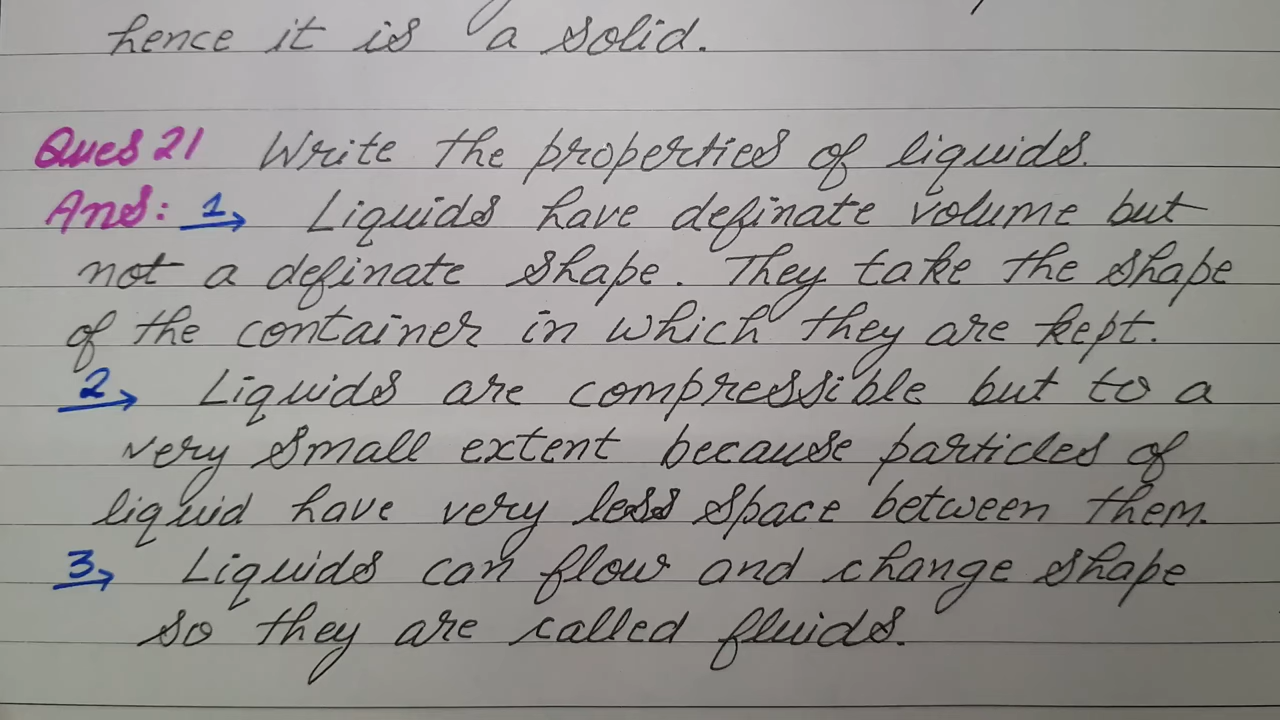 hence it is a solid.
Ques 21 Write the properties of liquids.
Ans: 1→ Liquids have definate volume but
not a definate shape. They take the shape
of the container in which they are kept.
2→ Liquids are compressible but to a
very small extent because particles of
liquid have very less space between them.
3→ Liquids can flow and change shape
so they are called fluids.